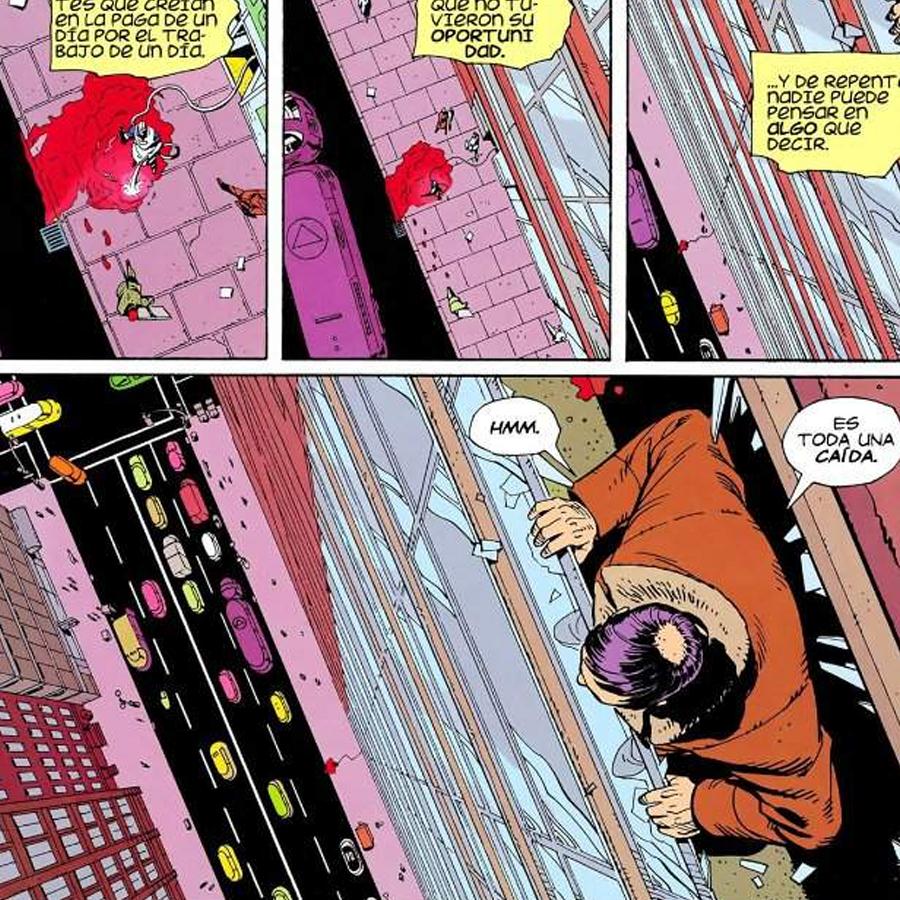 TES QUE CREÍAN
EN LA PAGA DE UN
DÍA POR EL TRA-
BAJO DE UN DÍA.
QUE NO TU-
VIERON SU
OPORTUNI
DAD.
...Y DE REPENTE
NADIE PUEDE
PENSAR EN
ALGO QUE
DECIR.
HMM.
ES
TODA UNA
CAÍDA.